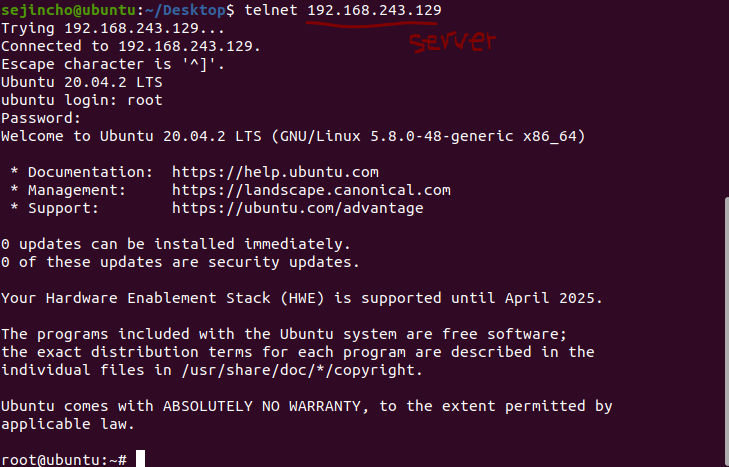 sejincho@ubuntu:~/Desktop$ telnet 192.168.243.129
Trying 192.168.243.129...
server
Connected to 192.168.243.129.
Escape character is '^]'.
Ubuntu 20.04.2 LTS
ubuntu login: root
Password:
Welcome to Ubuntu 20.04.2 LTS (GNU/Linux 5.8.0-48-generic x86_64)
* Documentation:  https://help.ubuntu.com
* Management:     https://landscape.canonical.com
* Support:        https://ubuntu.com/advantage
0 updates can be installed immediately.
0 of these updates are security updates.
Your Hardware Enablement Stack (HWE) is supported until April 2025.
The programs included with the Ubuntu system are free software;
the exact distribution terms for each program are described in the
individual files in /usr/share/doc/*/copyright.
Ubuntu comes with ABSOLUTELY NO WARRANTY, to the extent permitted by
applicable law.
root@ubuntu:~#